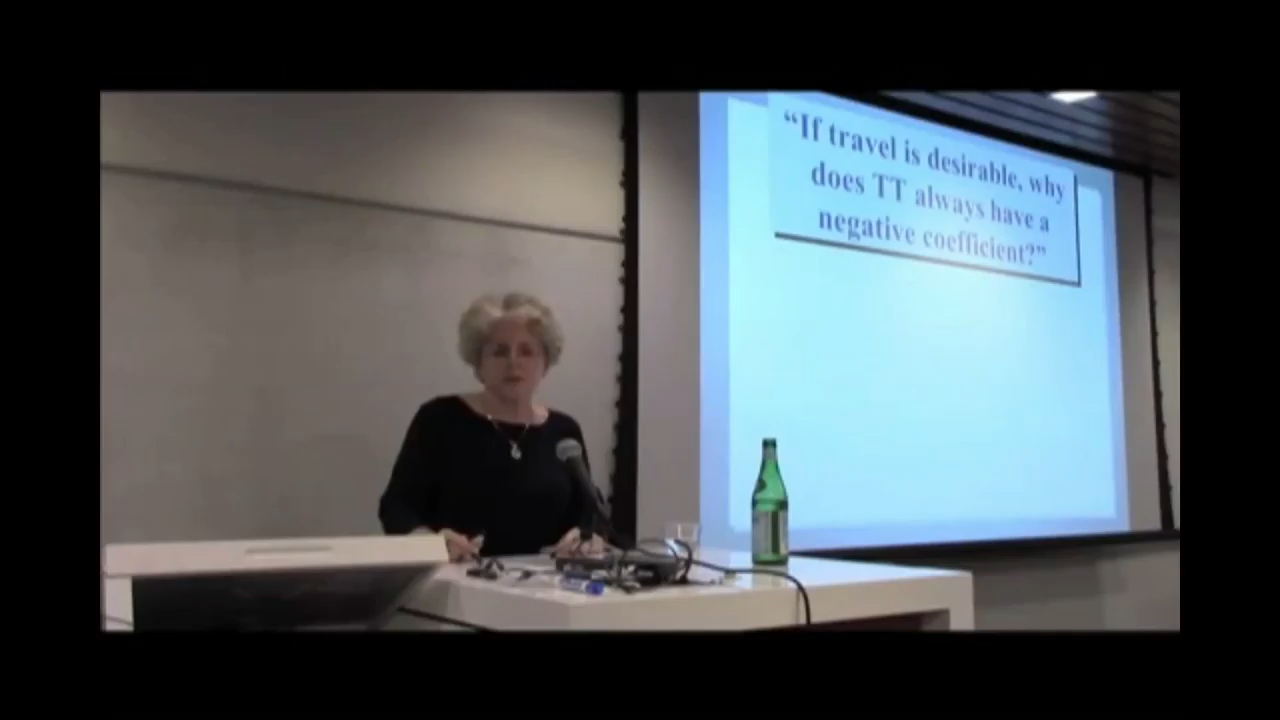 “If travel is desirable, why
does TT always have a
negative coefficient?”